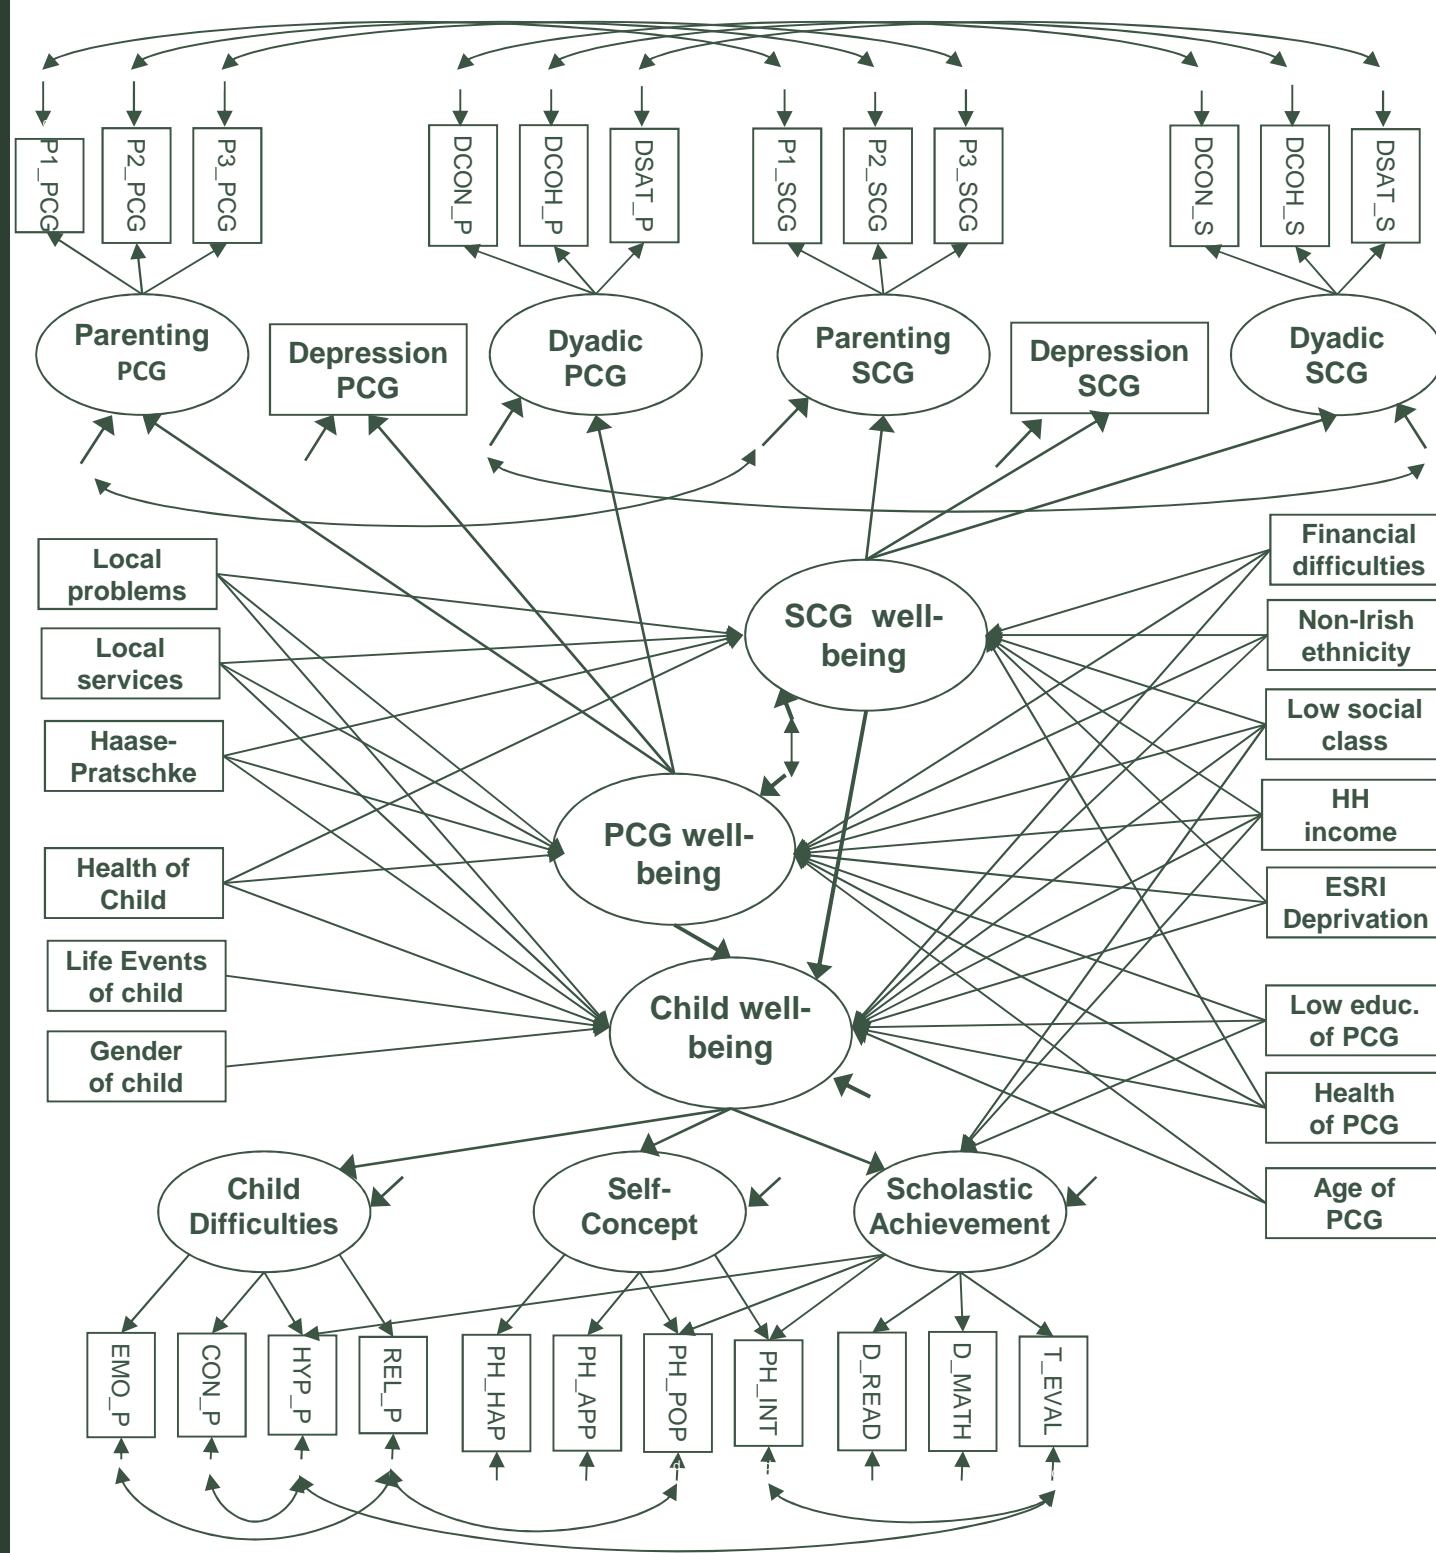 P1_PCG
P2_PCG
P3_PCG
DCON_P
DCOH_P
DSAT_P
P1_SCG
P2_SCG
P3_SCG
DCON_S
DCOH_S
DSAT_S
Parenting
PCG
Depression
PCG
Dyadic
PCG
Parenting
SCG
Depression
SCG
Dyadic
SCG
Local
problems
Local
services
Haase-
Pratschke
Health of
Child
Life Events
of child
Gender
of child
SCG well-
being
PCG well-
being
Child well-
being
Financial
difficulties
Non-Irish
ethnicity
Low social
class
HH
income
ESRI
Deprivation
Low educ.
of PCG
Health
of PCG
Age of
PCG
Child
Difficulties
Self-
Concept
Scholastic
Achievement
EMO_P
CON_P
HYP_P
REL_P
PH_HAP
PH_APP
PH_POP
PH_INT
D_READ
D_MATH
T_EVAL